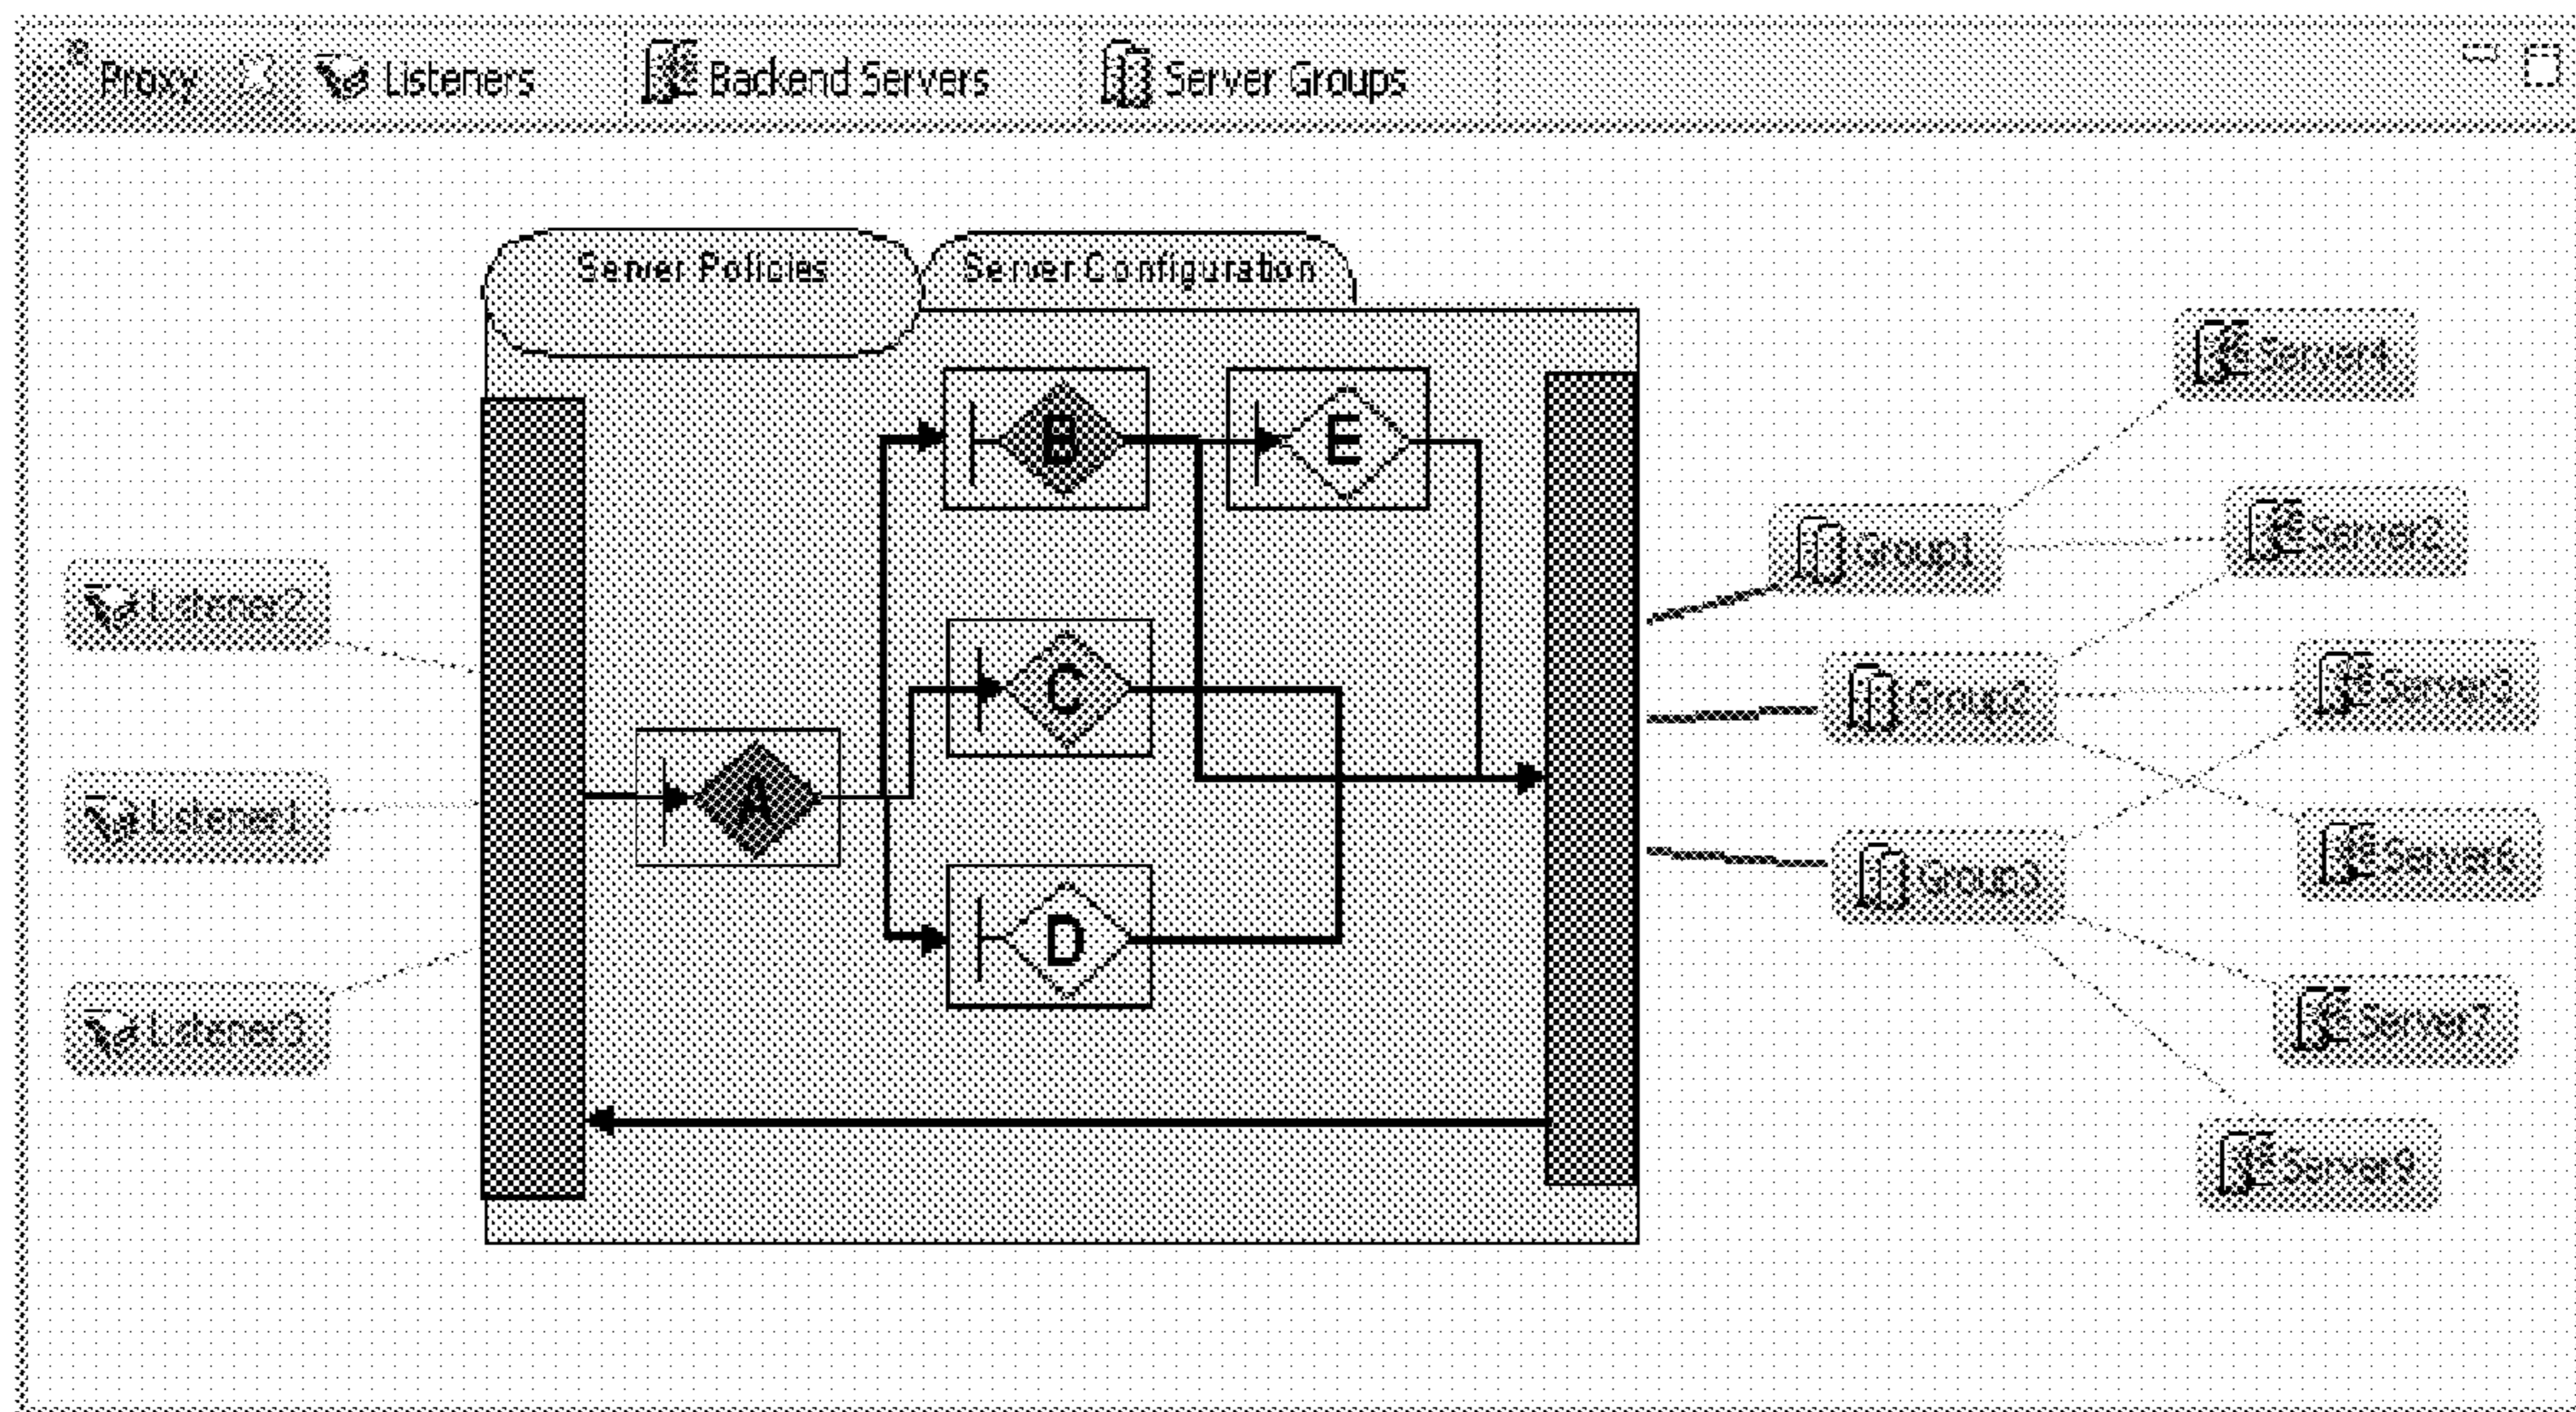 Proxy Listeners Backend Servers Server Groups
Server Policies Server Configuration
Server4
B E
Server2
Group1
Listener2
C
Server3
Group2
A
Listener1
Server6
Group3
D
Listener3
Server7
Server9